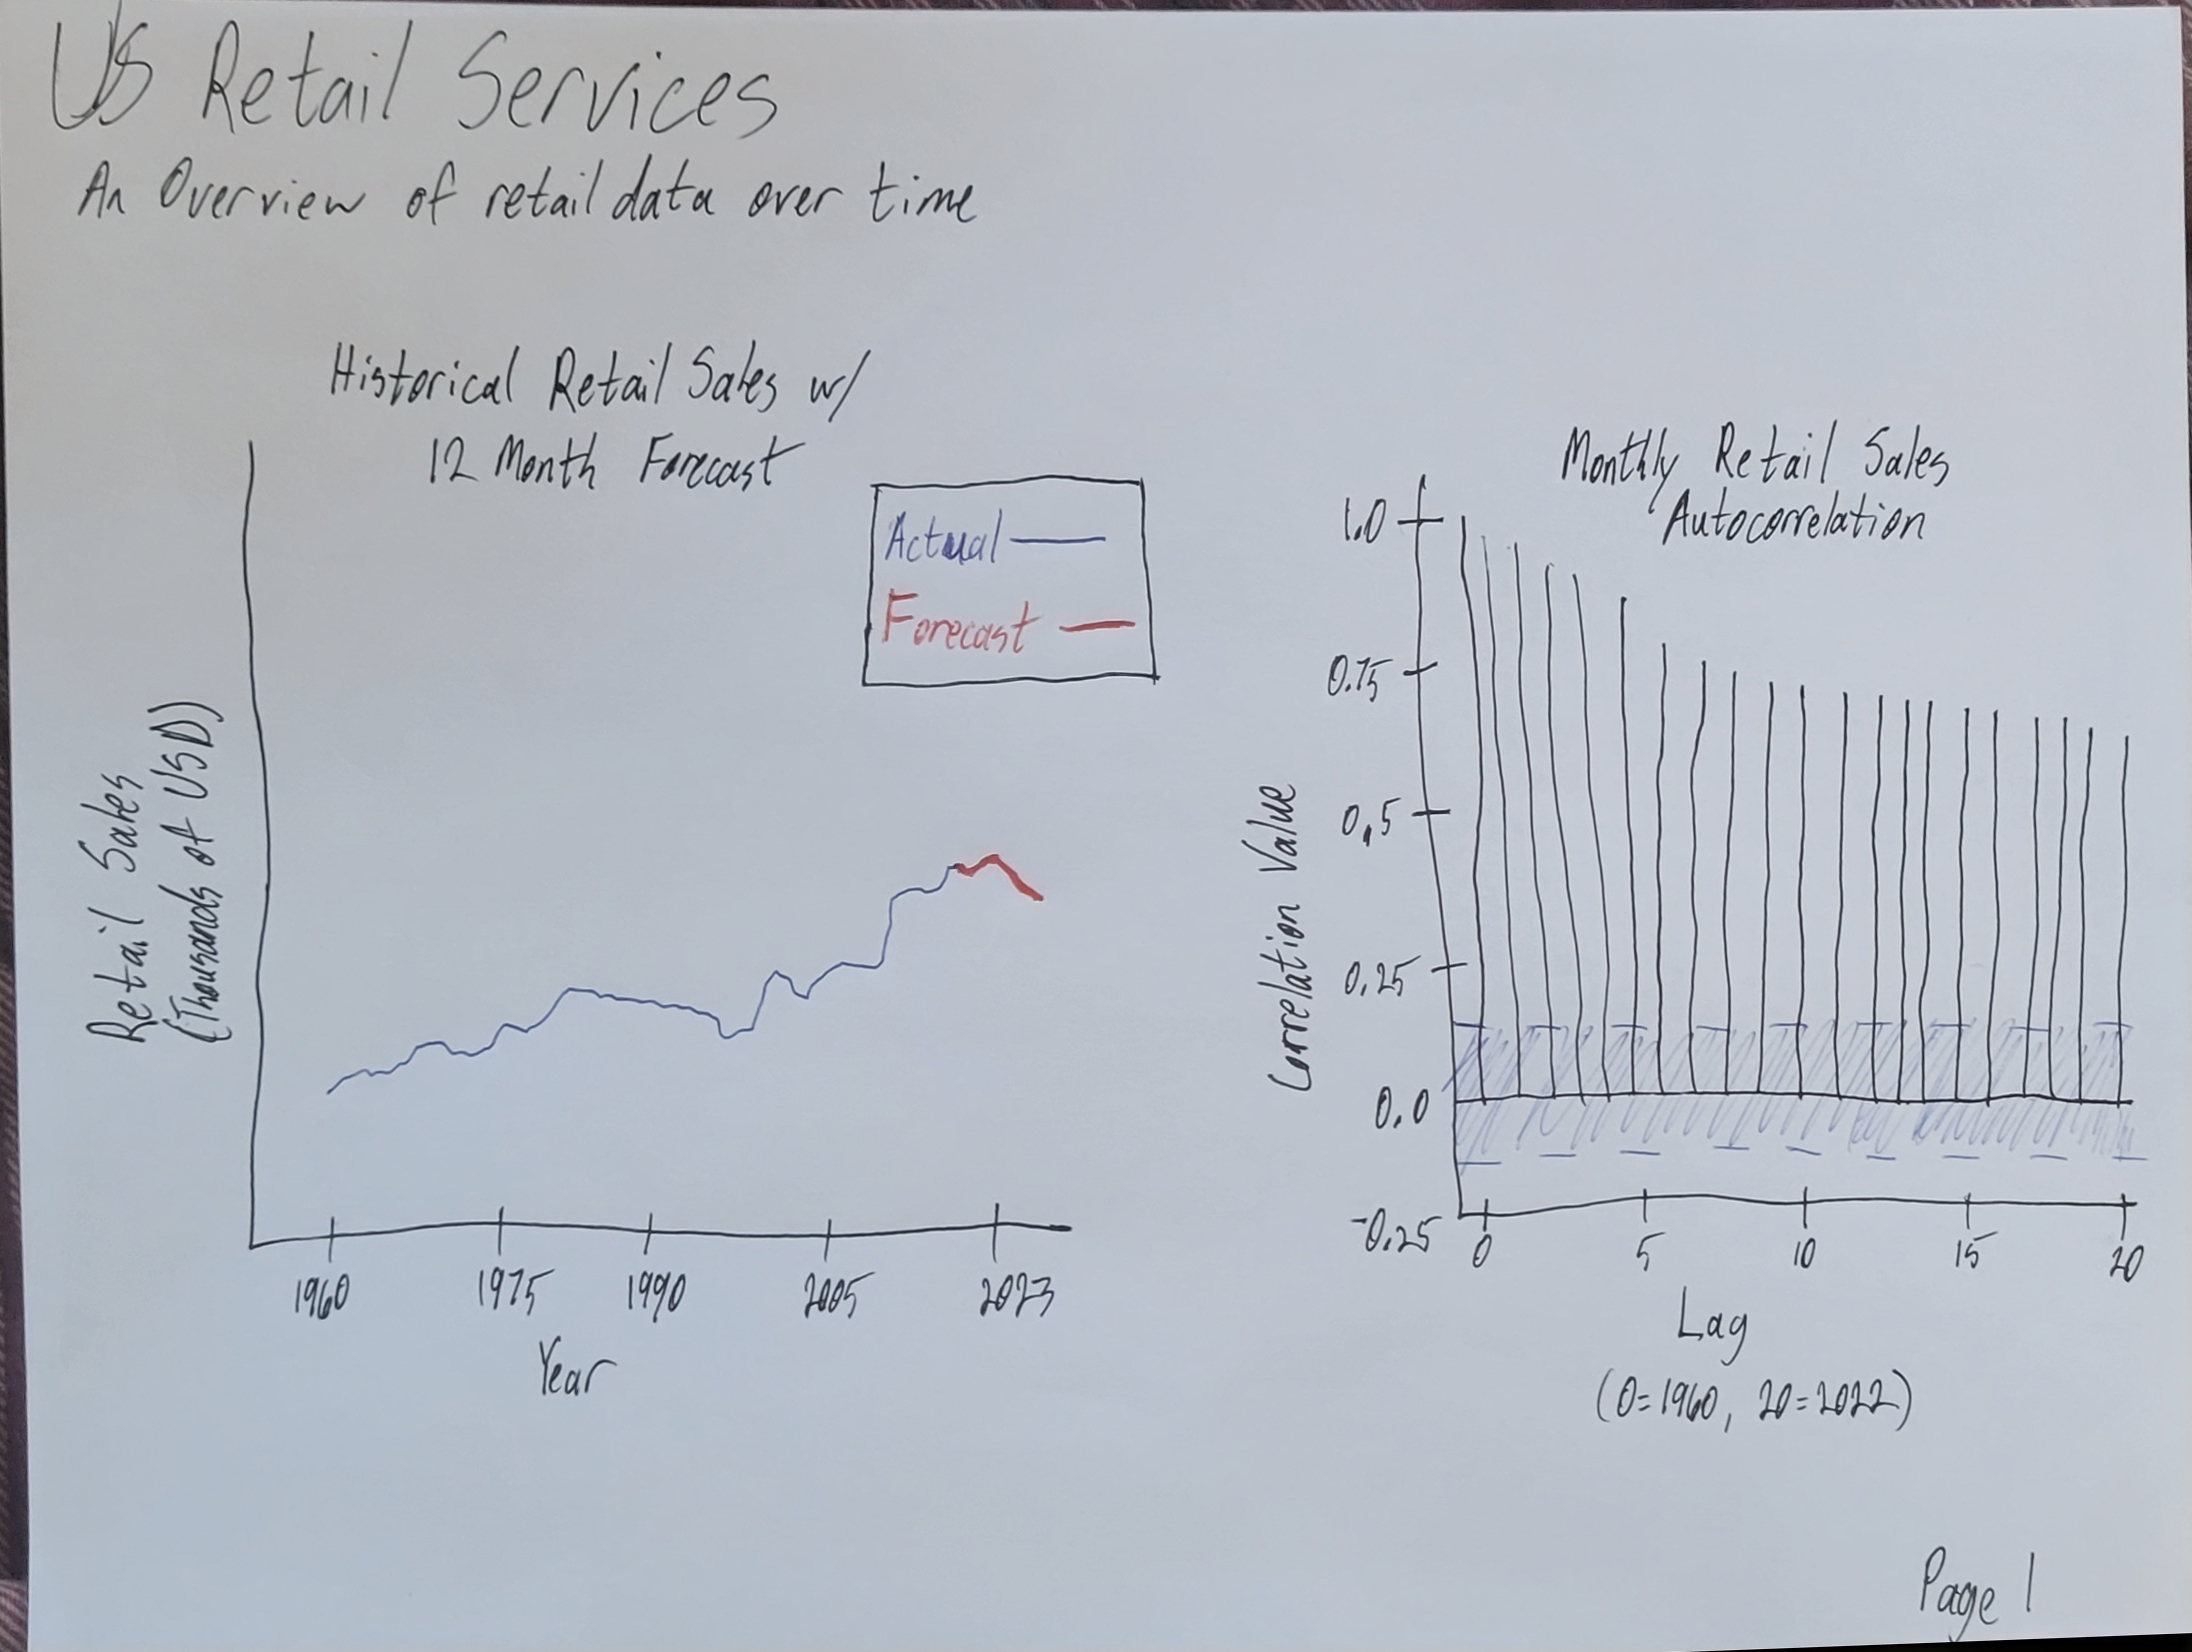 US Retail Services
An Overview of retail data over time
Historical Retail Sales w/
12 Month Forecast
Actual
Forecast
Retail Sales
(Thousands of USD)
1960 1975 1990 2005 2023
Year
Monthly Retail Sales
Autocorrelation
1.0
0.75
0.5
0.25
0.0
-0.25
Correlation Value
0 5 10 15 20
Lag
(0=1960, 20=2022)
Page 1